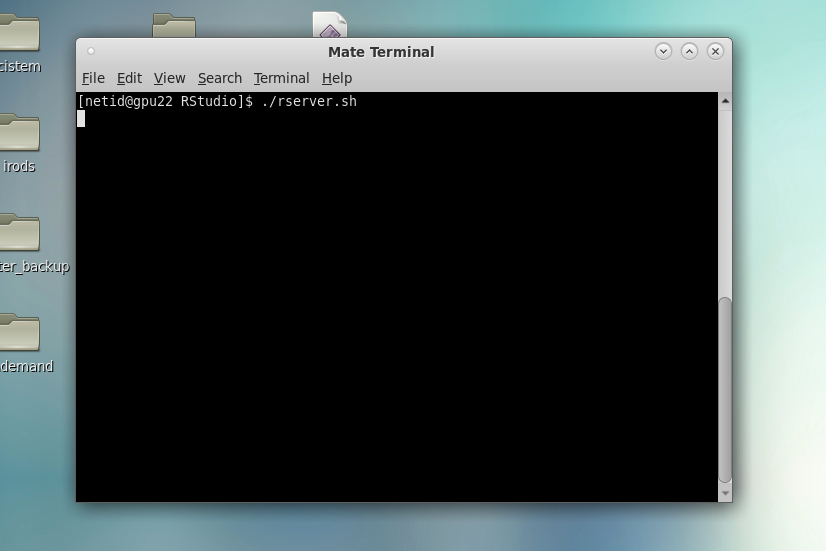 Mate Terminal
File Edit View Search Terminal Help
[netid@gpu22 RStudio]$ ./rserver.sh
cistem
irods
ter_backup
demand